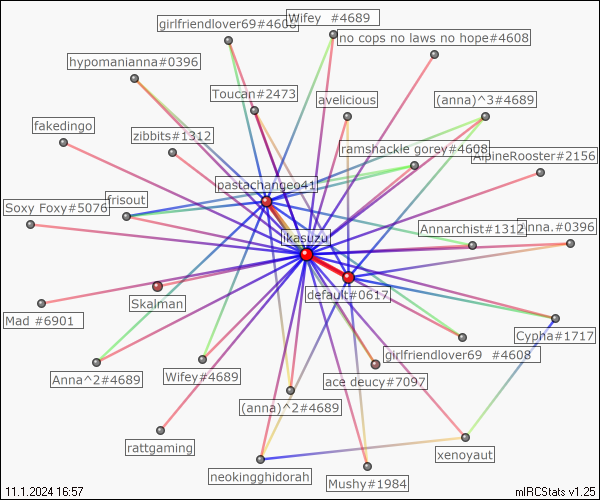 girlfriendlover69#4608
Wifey  #4689
no cops no laws no hope#4608
hypomanianna#0396
Toucan#2473
avelicious
(anna)^3#4689
fakedingo
zibbits#1312
ramshackle gorey#4608
AlpineRooster#2156
pastachangeo41
Soxy Foxy#5076
frisout
jkasuzu
Annarchist#1312
#0396
Skalman
default#0617
Mad #6901
Cypha#1717
girlfriendlover69  #4608
Anna^2#4689
Wifey#4689
ace deucy#7097
(anna)^2#4689
rattgaming
xenoyaut
neokingghidorah
Mushy#1984
11.1.2024 16:57
mIRCStats v1.25